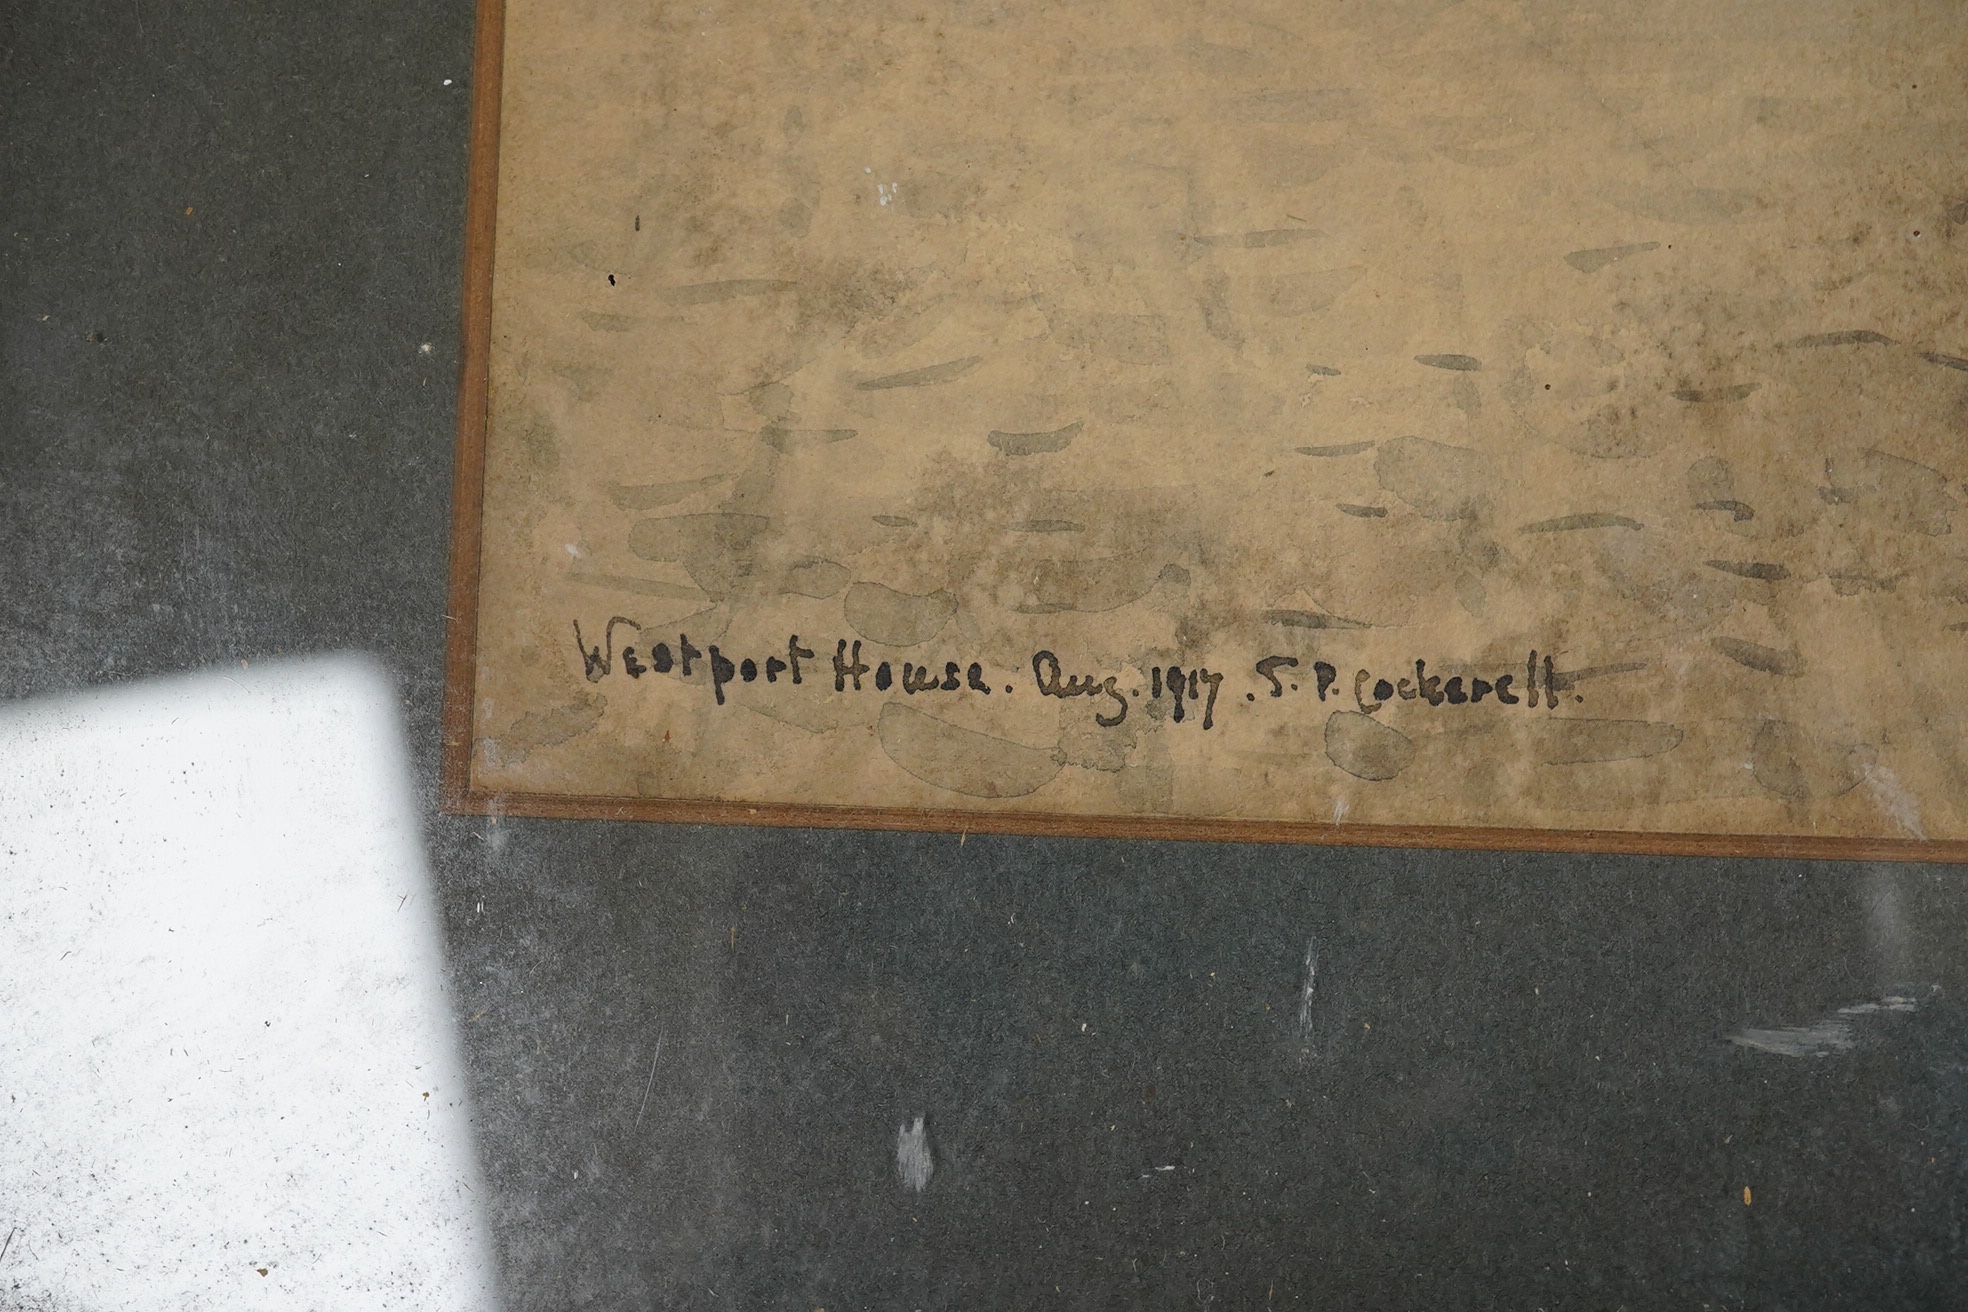 Westport House. Aug. 1917. S. P. Cockerell.